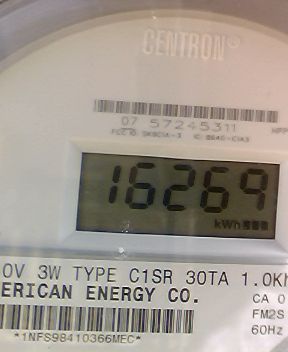 CENTRON®
07 57245311
16269
kWh
0V 3W TYPE C1SR 30TA 1.0Kh
ERICAN ENERGY CO.
CA 0
FM2S
60Hz
*1NFS98410366MEC*